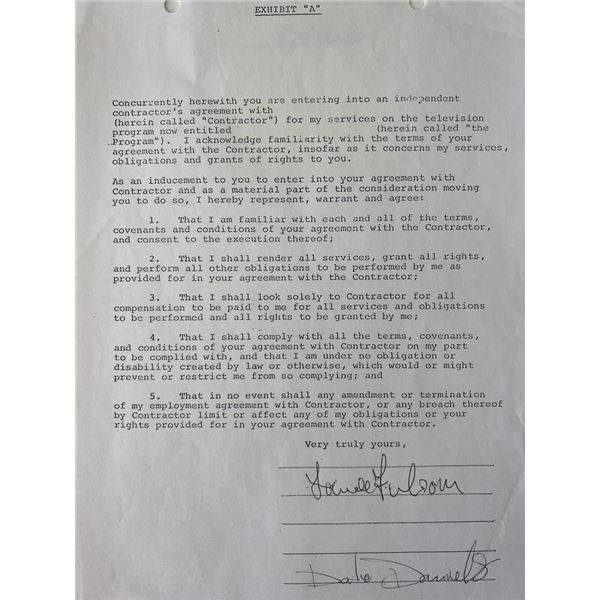 EXHIBIT "A"
Concurrently herewith you are entering into an independent
contractor's agreement with
(herein called "Contractor") for my services on the television
program now entitled (herein called "the
Program"). I acknowledge familiarity with the terms of your
agreement with the Contractor, insofar as it concerns my services,
obligations and grants of rights to you.
As an inducement to you to enter into your agreement with
Contractor and as a material part of the consideration moving
you to do so, I hereby represent, warrant and agree:
1. That I am familiar with each and all of the terms,
covenants and conditions of your agreement with the Contractor,
and consent to the execution thereof;
2. That I shall render all services, grant all rights,
and perform all other obligations to be performed by me as
provided for in your agreement with the Contractor;
3. That I shall look solely to Contractor for all
compensation to be paid to me for all services and obligations
to be performed and all rights to be granted by me;
4. That I shall comply with all the terms, covenants,
and conditions of your agreement with Contractor on my part
to be complied with, and that I am under no obligation or
disability created by law or otherwise, which would or might
prevent or restrict me from so complying; and
5. That in no event shall any amendment or termination
of my employment agreement with Contractor, or any breach thereof
by Contractor limit or affect any of my obligations or your
rights provided for in your agreement with Contractor.
Very truly yours,
Fulsom
Dale Daniels